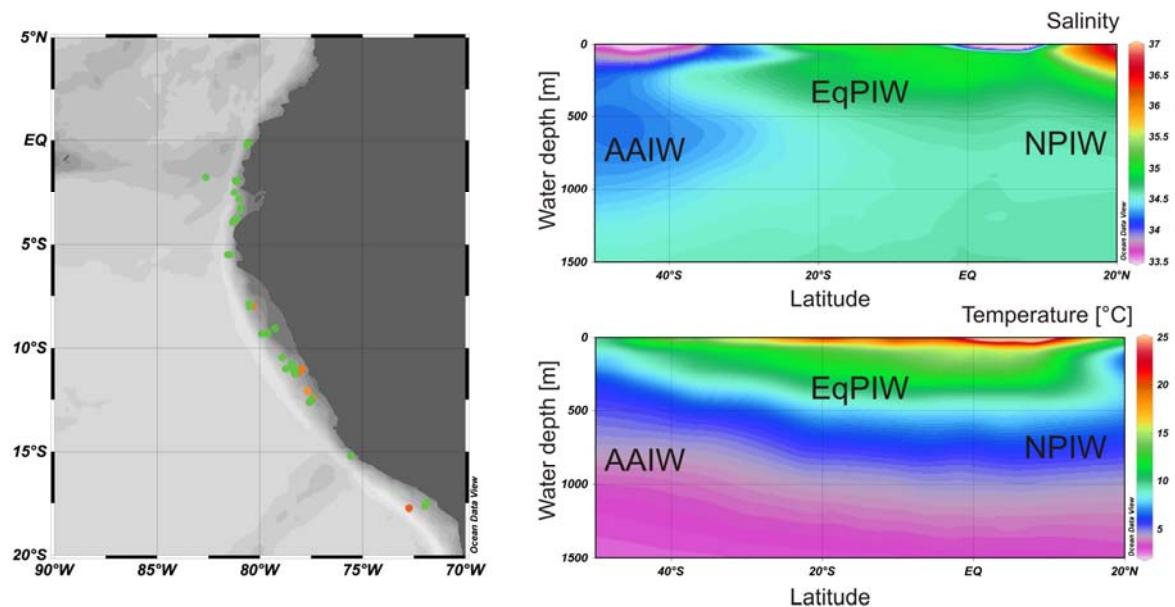 5°N
EQ
5°S
10°S
15°S
20°S
90°W
85°W
80°W
75°W
70°W
Ocean Data View
Salinity
Water depth [m]
0
500
1000
1500
EqPIW
AAIW
NPIW
40°S
20°S
EQ
20°N
Latitude
Ocean Data View
37
36.5
36
35.5
35
34.5
34
33.5
Temperature [°C]
Water depth [m]
0
500
1000
1500
EqPIW
AAIW
NPIW
40°S
20°S
EQ
20°N
Latitude
Ocean Data View
25
20
15
10
5